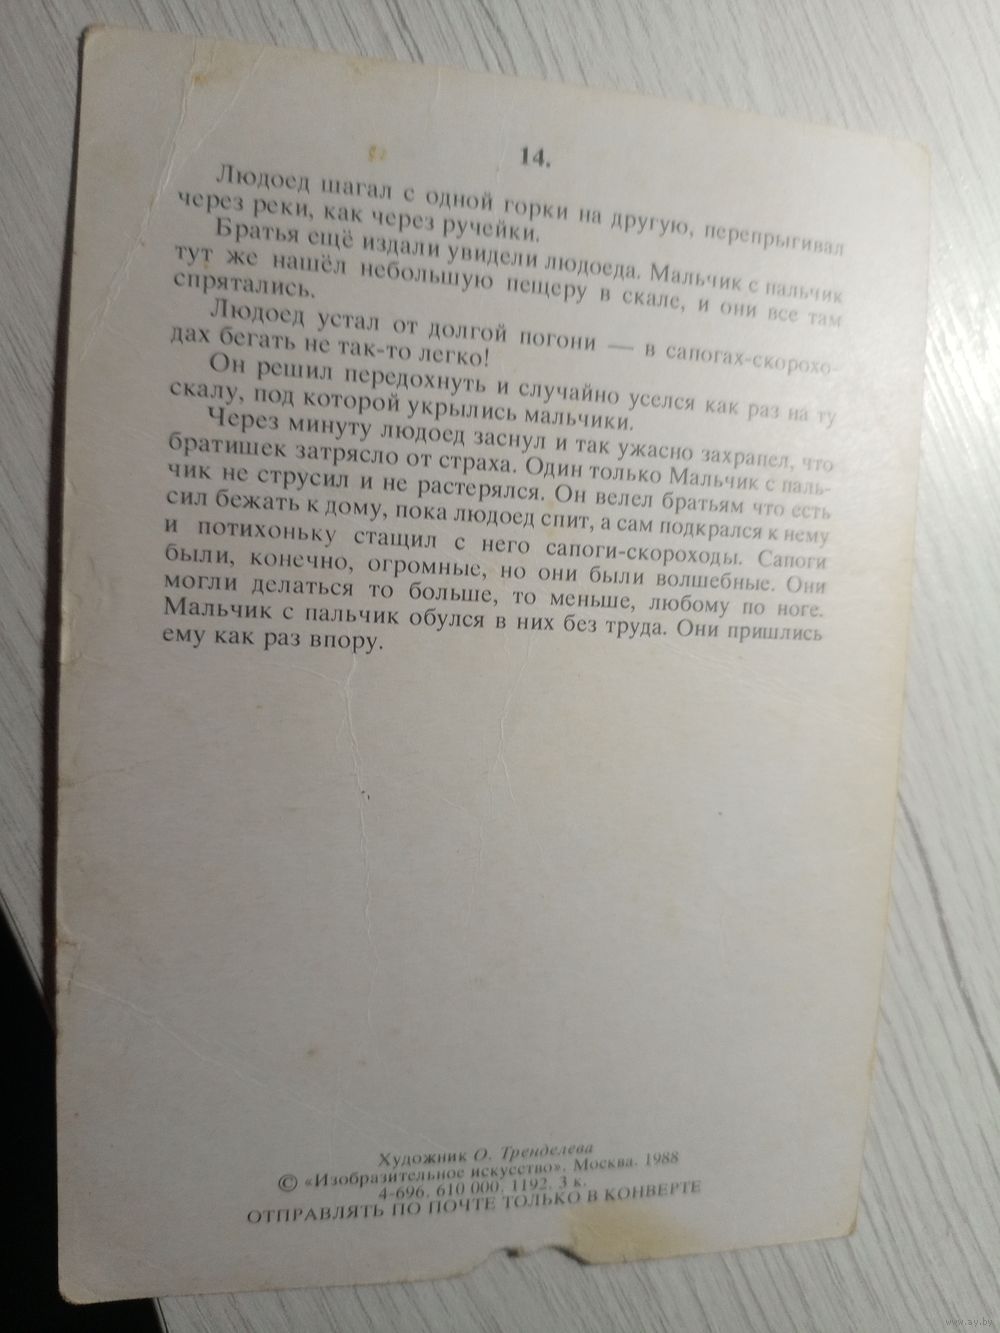 14.
Людоед шагал с одной горки на другую, перепрыгивал
через реки, как через ручейки.
Братья ещё издали увидели людоеда. Мальчик с пальчик
тут же нашёл небольшую пещеру в скале, и они все там
спрятались.
Людоед устал от долгой погони — в сапогах-скорохо-
дах бегать не так-то легко!
Он решил передохнуть и случайно уселся как раз на ту
скалу, под которой укрылись мальчики.
Через минуту людоед заснул и так ужасно захрапел, что
братишек затрясло от страха. Один только Мальчик с паль-
чик не струсил и не растерялся. Он велел братьям что есть
сил бежать к дому, пока людоед спит, а сам подкрался к нему
и потихоньку стащил с него сапоги-скороходы. Сапоги
были, конечно, огромные, но они были волшебные. Они
могли делаться то больше, то меньше, любому по ноге.
Мальчик с пальчик обулся в них без труда. Они пришлись
ему как раз впору.
Художник О. Тренделева
© «Изобразительное искусство». Москва. 1988
4-696. 610 000. 1192. 3 к.
ОТПРАВЛЯТЬ ПО ПОЧТЕ ТОЛЬКО В КОНВЕРТЕ
www.ay.by